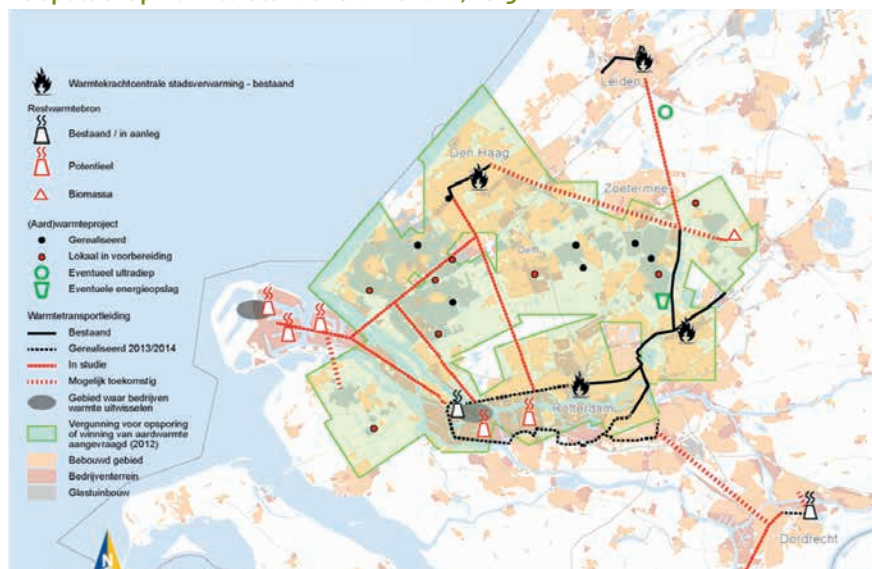 Warmtekrachtcentrale stadsverwarming - bestaand
Restwarmtebron
Bestaand / in aanleg
Potentieel
Biomassa
(Aard)warmteproject
Gerealiseerd
Lokaal in voorbereiding
Eventueel ultradiep
Eventuele energieopslag
Warmtetransportleiding
Bestaand
Gerealiseerd 2013/2014
In studie
Mogelijk toekomstig
Gebied waar bedrijven
warmte uitwisselen
Vergunning voor opsporing
of winning van aardwarmte
aangevraagd (2012)
Bebouwd gebied
Bedrijventerrein
Glastuinbouw
Leiden
Den Haag
Zoetermeer
Delft
Rotterdam
Dordrecht
N